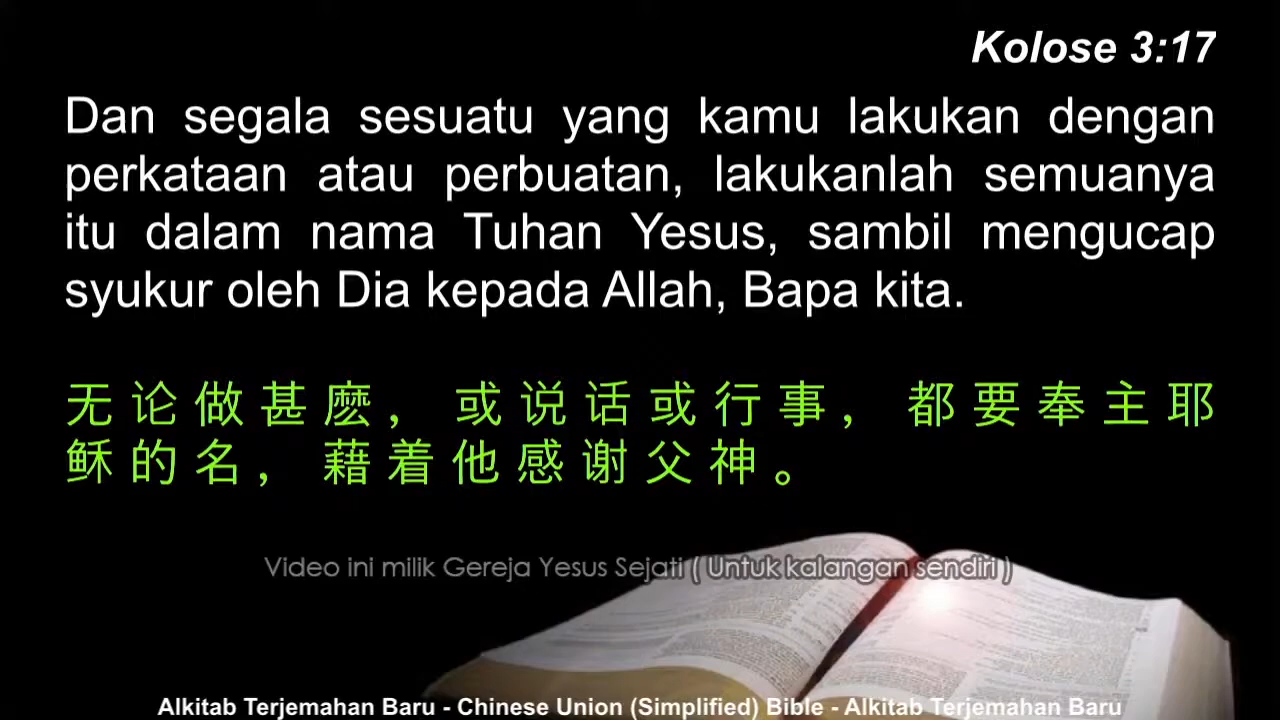 Kolose 3:17
Dan segala sesuatu yang kamu lakukan dengan
perkataan atau perbuatan, lakukanlah semuanya
itu dalam nama Tuhan Yesus, sambil mengucap
syukur oleh Dia kepada Allah, Bapa kita.
无论做甚麽，或说话或行事，都要奉主耶
稣的名，藉着他感谢父神。
Video ini milik Gereja Yesus Sejati ( Untuk kalangan sendiri )
Alkitab Terjemahan Baru - Chinese Union (Simplified) Bible - Alkitab Terjemahan Baru